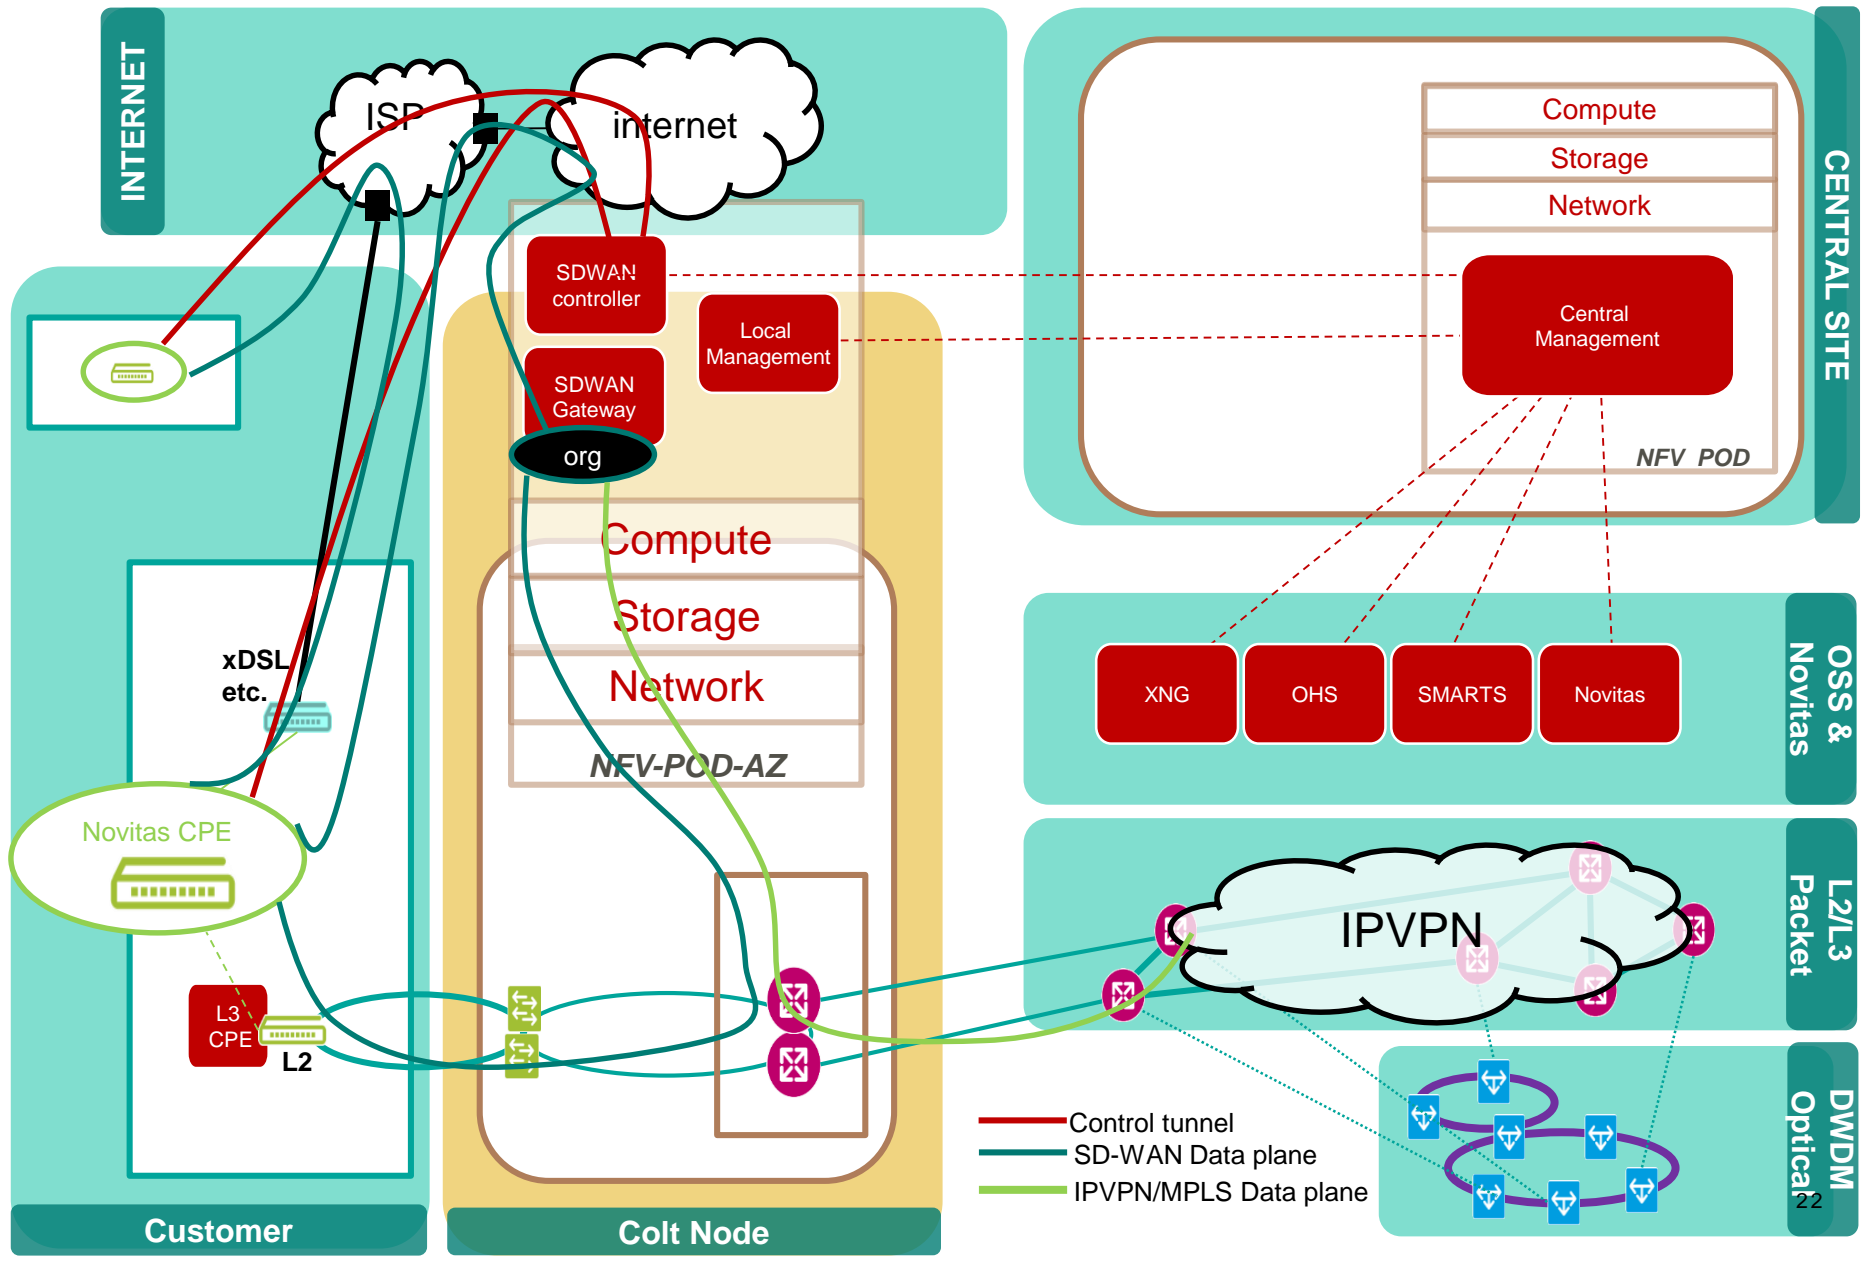 INTERNET
ISP
internet
CENTRAL SITE
Compute
Storage
Network
Central
Management
NFV POD
SDWAN
controller
Local
Management
SDWAN
Gateway
org
Compute
Storage
Network
NFV-POD-AZ
xDSL
etc.
Novitas CPE
L3
CPE
L2
Customer
Colt Node
XNG
OHS
SMARTS
Novitas
OSS &
Novitas
IPVPN
L2/L3
Packet
Control tunnel
SD-WAN Data plane
IPVPN/MPLS Data plane
DWDM
Optical
22